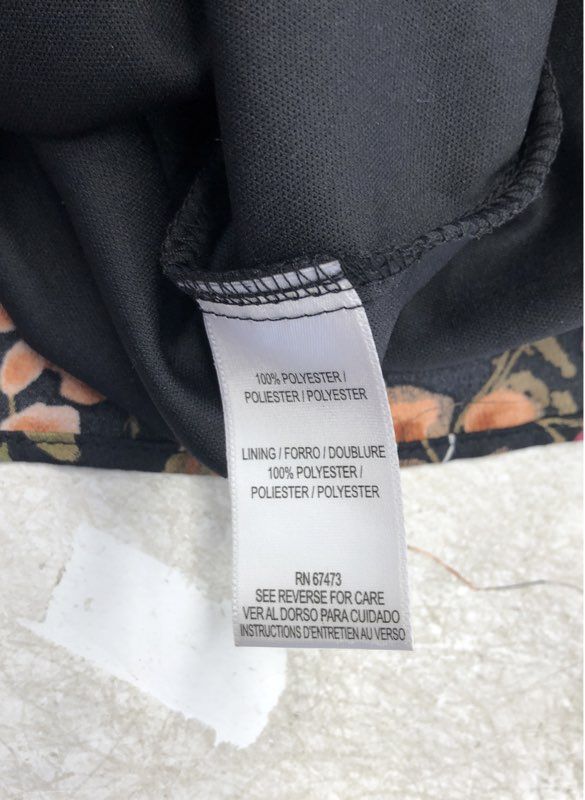 100% POLYESTER /
POLIESTER / POLYESTER
LINING / FORRO / DOUBLURE
100% POLYESTER /
POLIESTER / POLYESTER
RN 67473
SEE REVERSE FOR CARE
VER AL DORSO PARA CUIDADO
INSTRUCTIONS D'ENTRETIEN AU VERSO